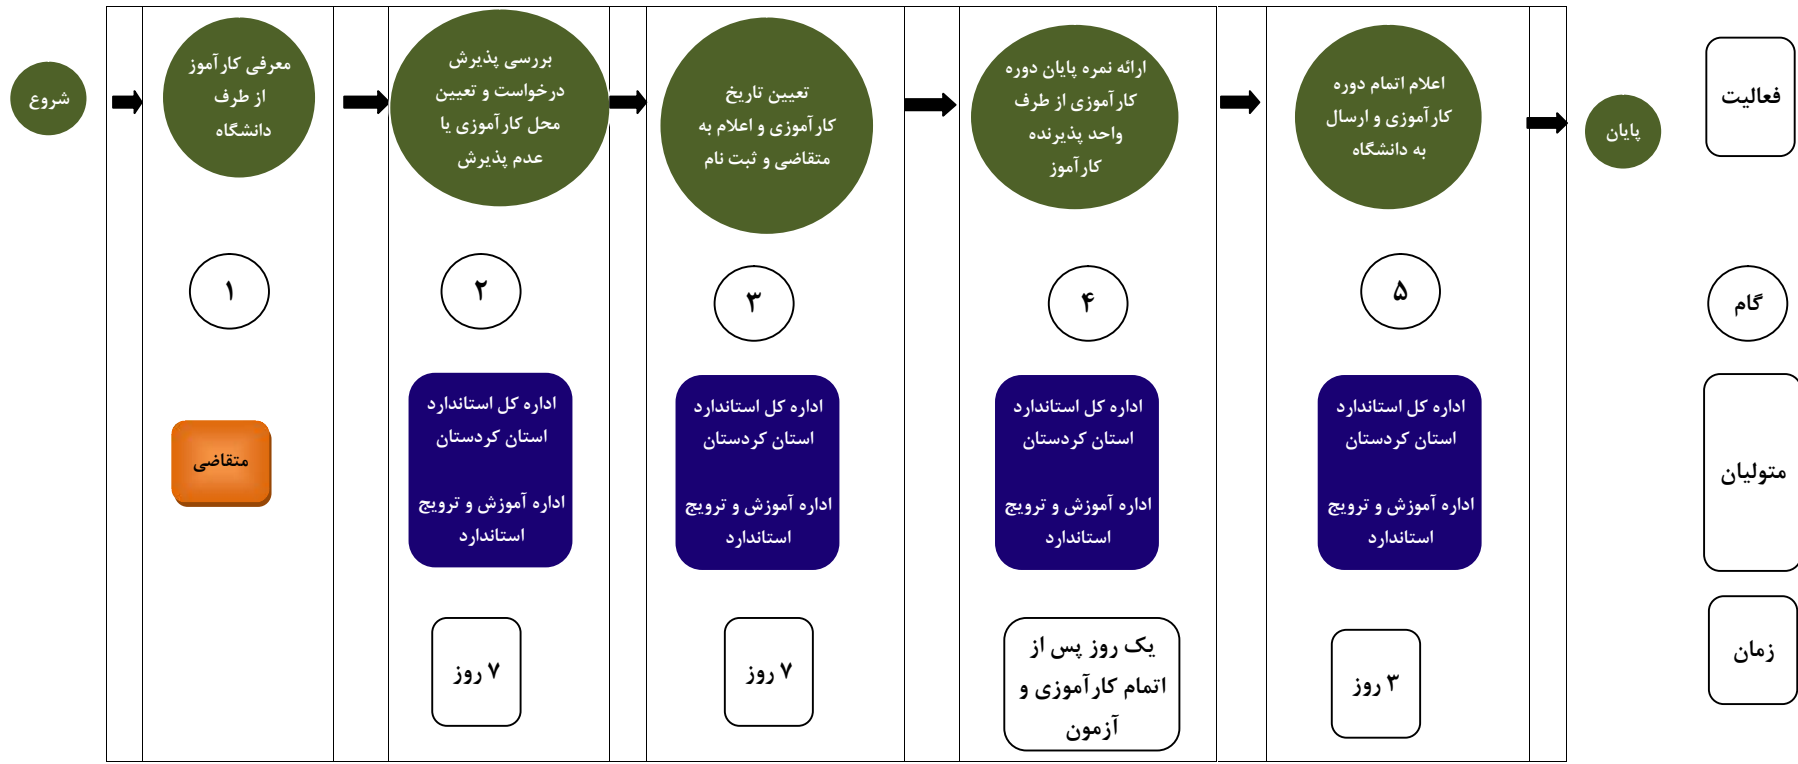 شروع
معرفی کارآموز
از طرف
دانشگاه
بررسی پذیرش
درخواست و تعیین
محل کارآموزی یا
عدم پذیرش
تعیین تاریخ
کارآموزی و اعلام به
متقاضی و ثبت نام
ارائه نمره پایان دوره
کارآموزی از طرف
واحد پذیرنده
کارآموز
اعلام اتمام دوره
کارآموزی و ارسال
به دانشگاه
پایان
فعالیت
۱
۲
۳
۴
۵
گام
متقاضی
اداره کل استاندارد
استان کردستان
اداره آموزش و ترویج
استاندارد
اداره کل استاندارد
استان کردستان
اداره آموزش و ترویج
استاندارد
اداره کل استاندارد
استان کردستان
اداره آموزش و ترویج
استاندارد
اداره کل استاندارد
استان کردستان
اداره آموزش و ترویج
استاندارد
متولیان
۷ روز
۷ روز
یک روز پس از
اتمام کارآموزی و
آزمون
۳ روز
زمان